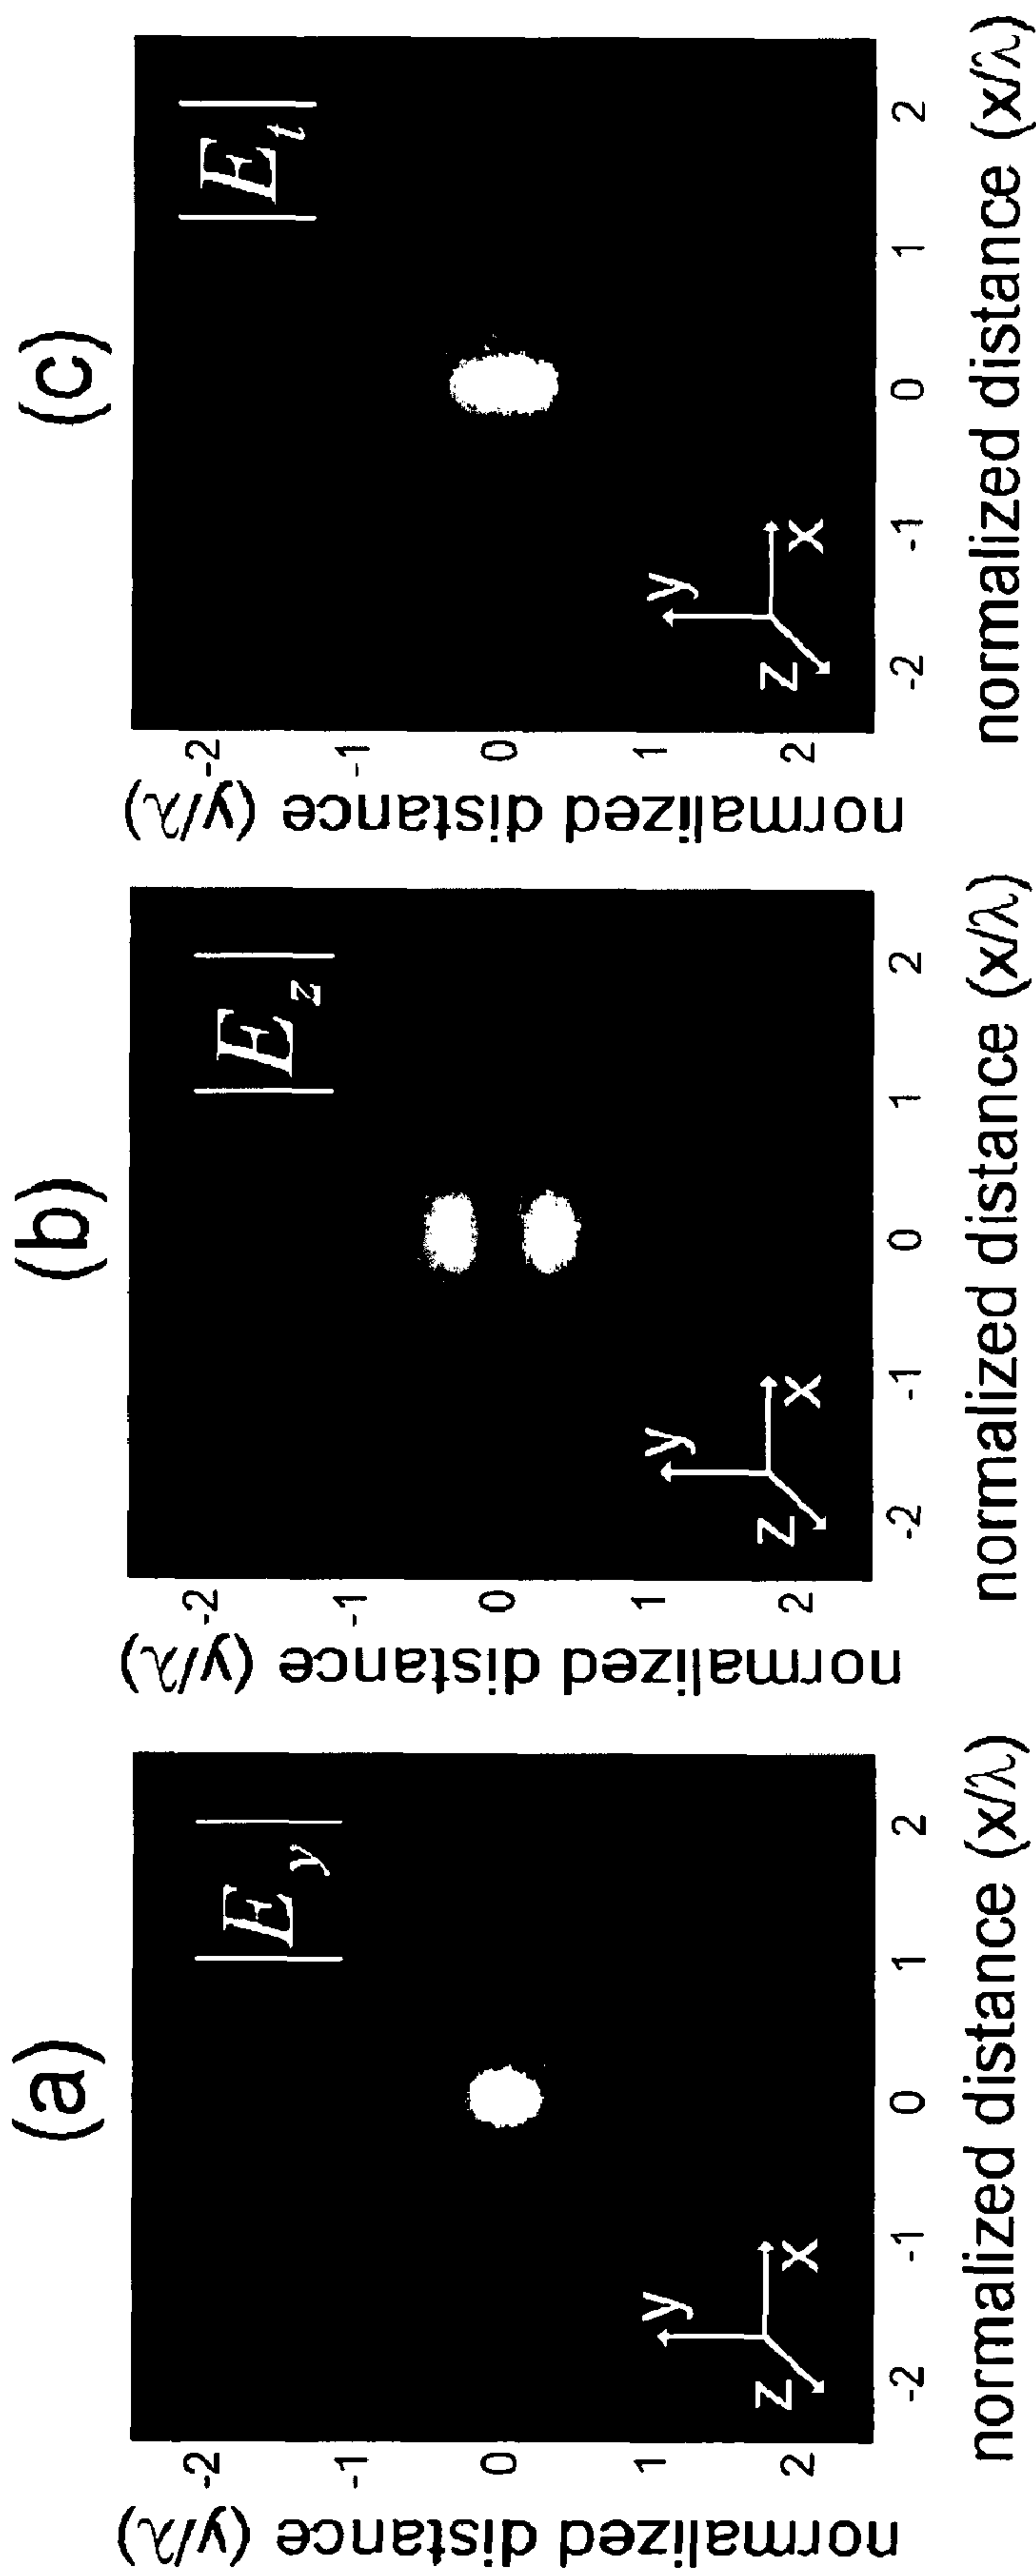 (a)
|E_y|
y
z
x
-2
-1
0
1
2
normalized distance (y/λ)
-2
-1
0
1
2
normalized distance (x/λ)
(b)
|E_z|
y
z
x
-2
-1
0
1
2
normalized distance (y/λ)
-2
-1
0
1
2
normalized distance (x/λ)
(c)
|E_t|
y
z
x
-2
-1
0
1
2
normalized distance (y/λ)
-2
-1
0
1
2
normalized distance (x/λ)